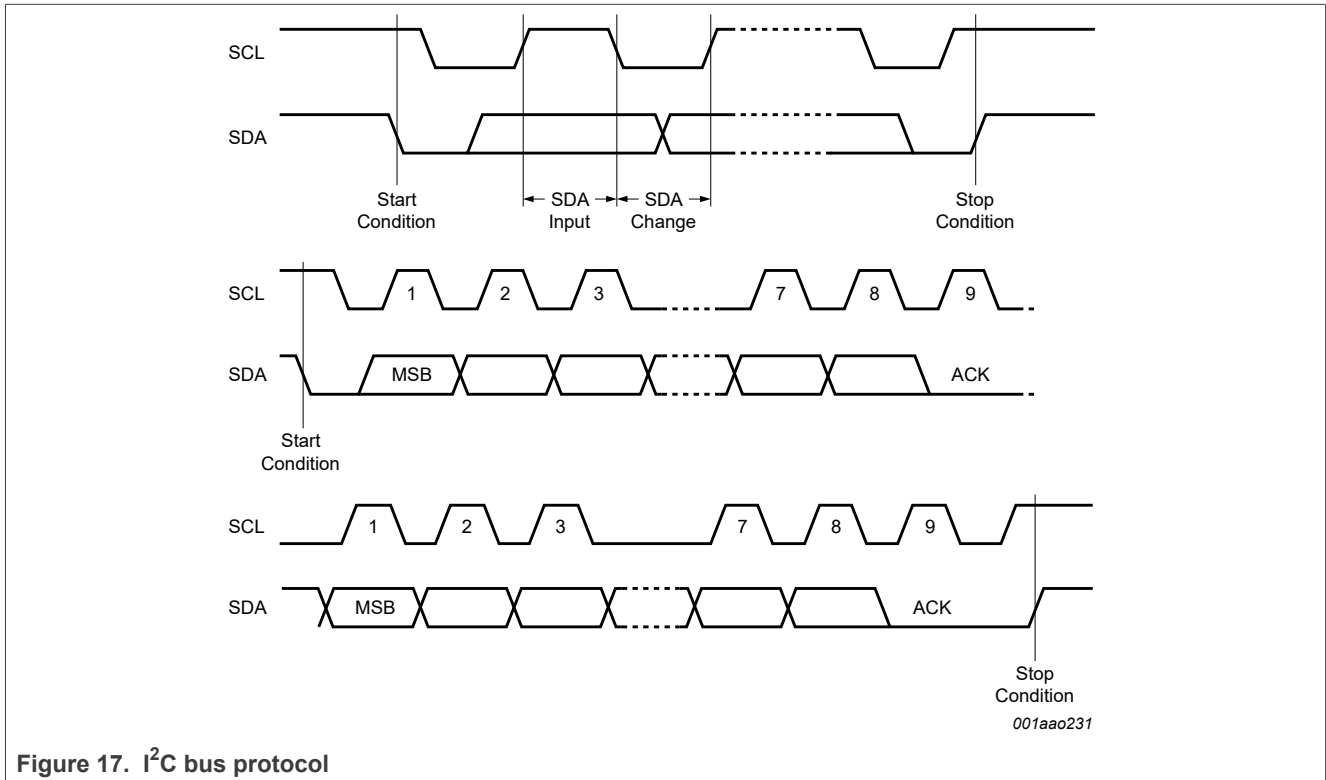 SCL
SDA
Start
Condition
SDA
Input
SDA
Change
Stop
Condition
SCL
1 2 3 7 8 9
SDA
MSB ACK
Start
Condition
SCL
1 2 3 7 8 9
SDA
MSB ACK
Stop
Condition
001aao231
Figure 17. I²C bus protocol